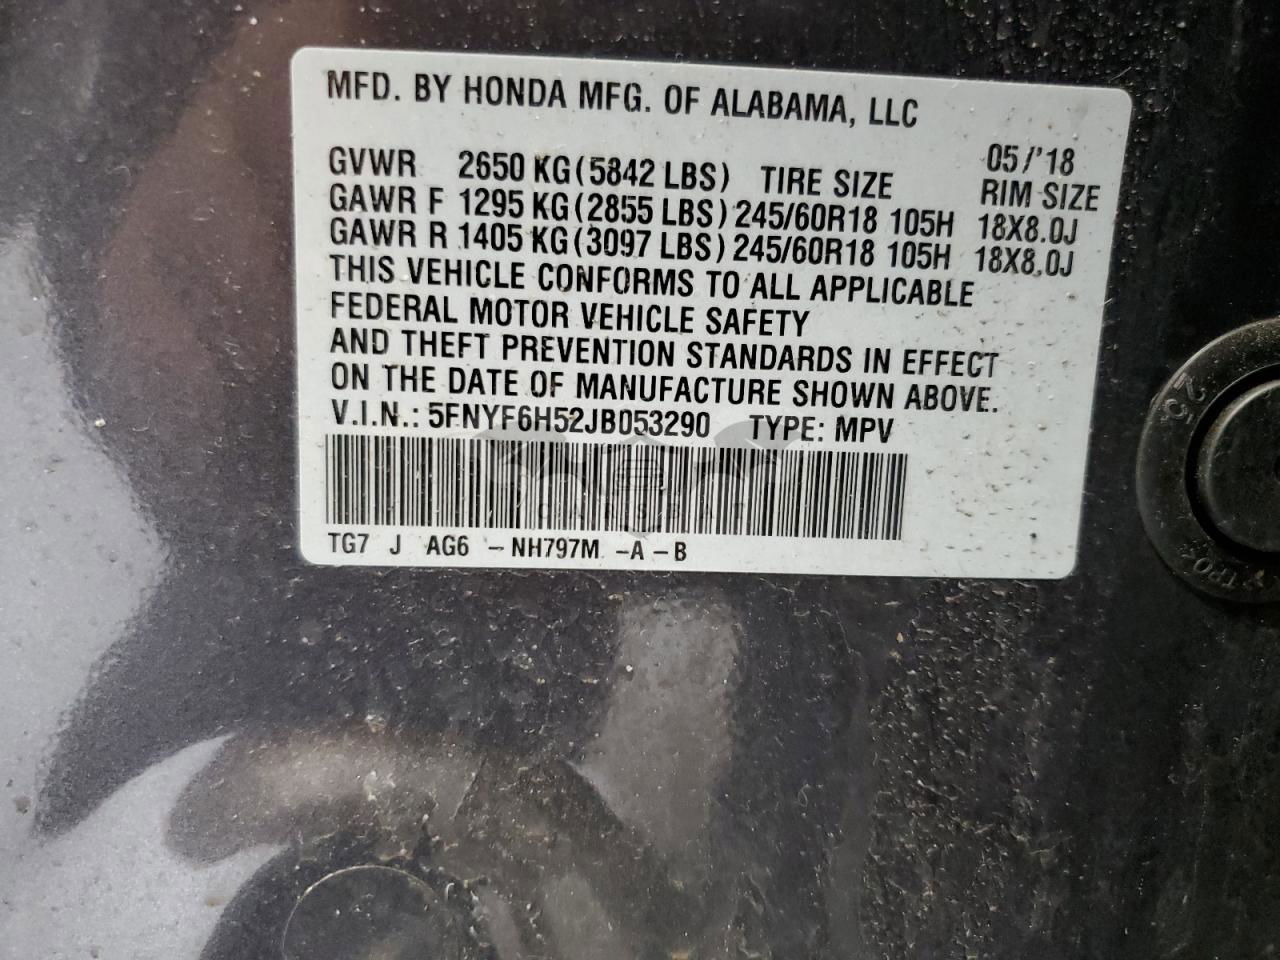 MFD. BY HONDA MFG. OF ALABAMA, LLC
05/'18
GVWR 2650 KG (5842 LBS) TIRE SIZE RIM SIZE
GAWR F 1295 KG (2855 LBS) 245/60R18 105H 18X8.0J
GAWR R 1405 KG (3097 LBS) 245/60R18 105H 18X8.0J
THIS VEHICLE CONFORMS TO ALL APPLICABLE
FEDERAL MOTOR VEHICLE SAFETY
AND THEFT PREVENTION STANDARDS IN EFFECT
ON THE DATE OF MANUFACTURE SHOWN ABOVE.
V.I.N.: 5FNYF6H52JB053290 TYPE: MPV
TG7 J AG6 -NH797M -A-B
25